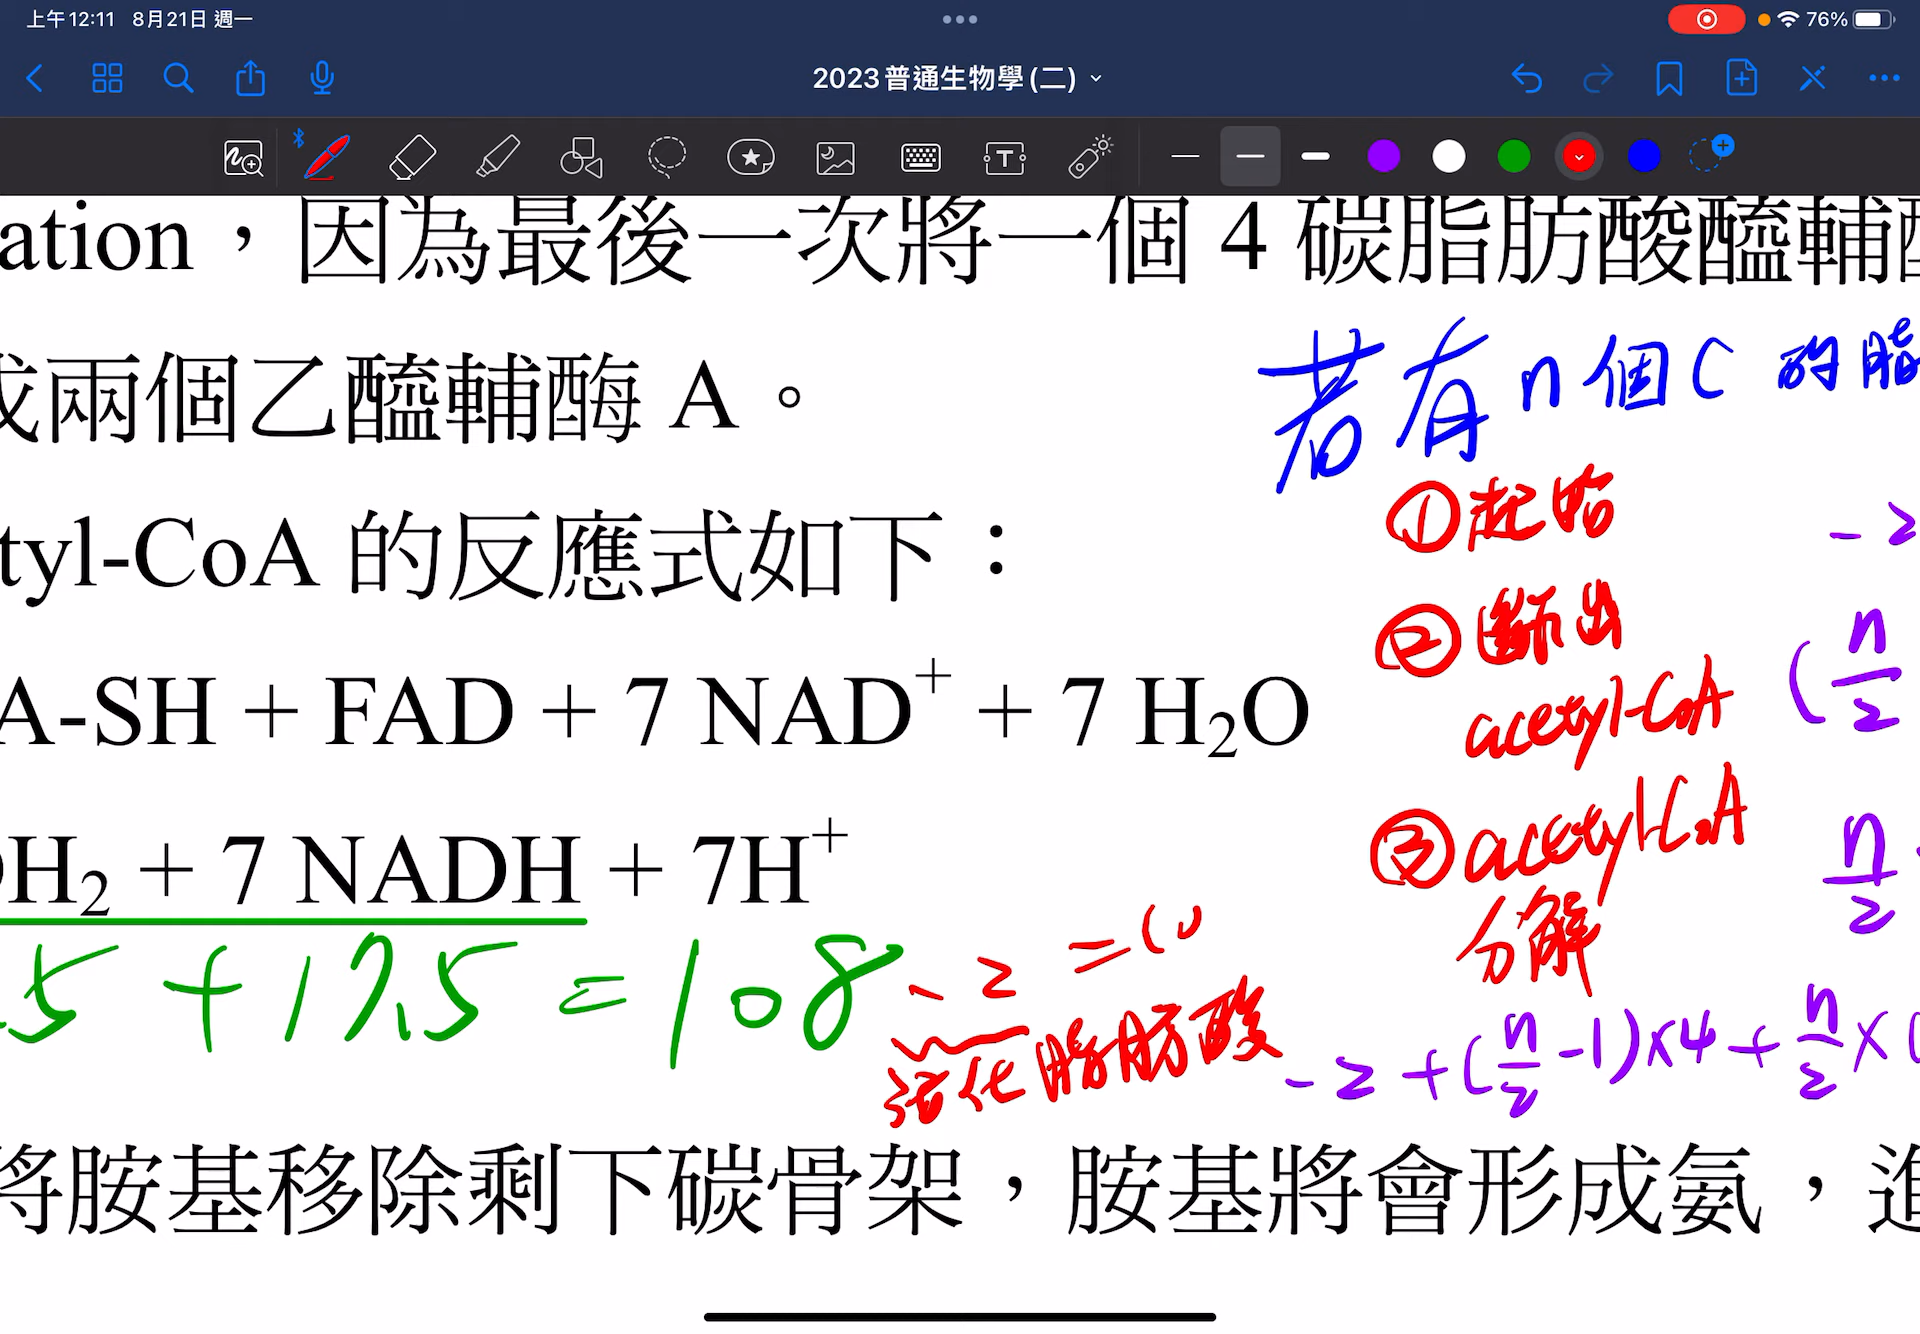 上午12:11 8月21日 週一
76%
2023普通生物學(二)
ation，因為最後一次將一個 4 碳脂肪酸醯輔
若有n個C的脂
成兩個乙醯輔酶 A。
①起始
-2
tyl-CoA 的反應式如下：
②斷出
acetyl-CoA
(n/2
A-SH + FAD + 7 NAD⁺ + 7 H₂O
③acetyl-CoA
分解
n/2
H₂ + 7 NADH + 7H⁺
.5 + 17.5 = 108 - 2 = 10
活化脂肪酸
-2+(n/2-1)×4+n/2×(
將胺基移除剩下碳骨架，胺基將會形成氨，進